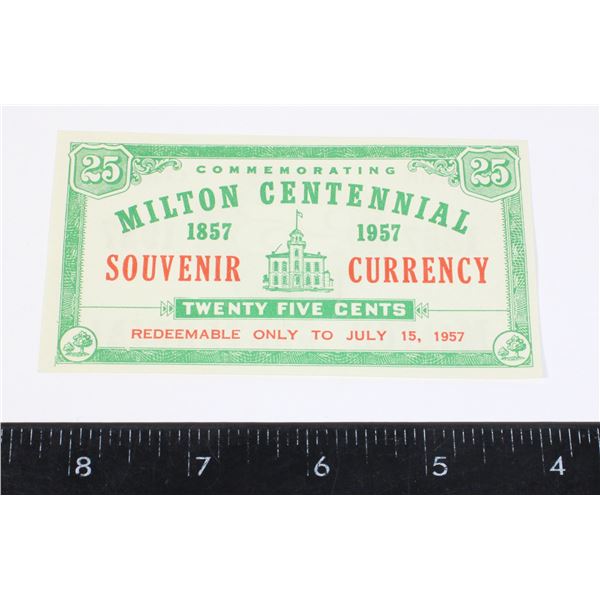 25 25
COMMEMORATING
MILTON CENTENNIAL
1857 1957
SOUVENIR CURRENCY
TWENTY FIVE CENTS
REDEEMABLE ONLY TO JULY 15, 1957
8 7 6 5 4